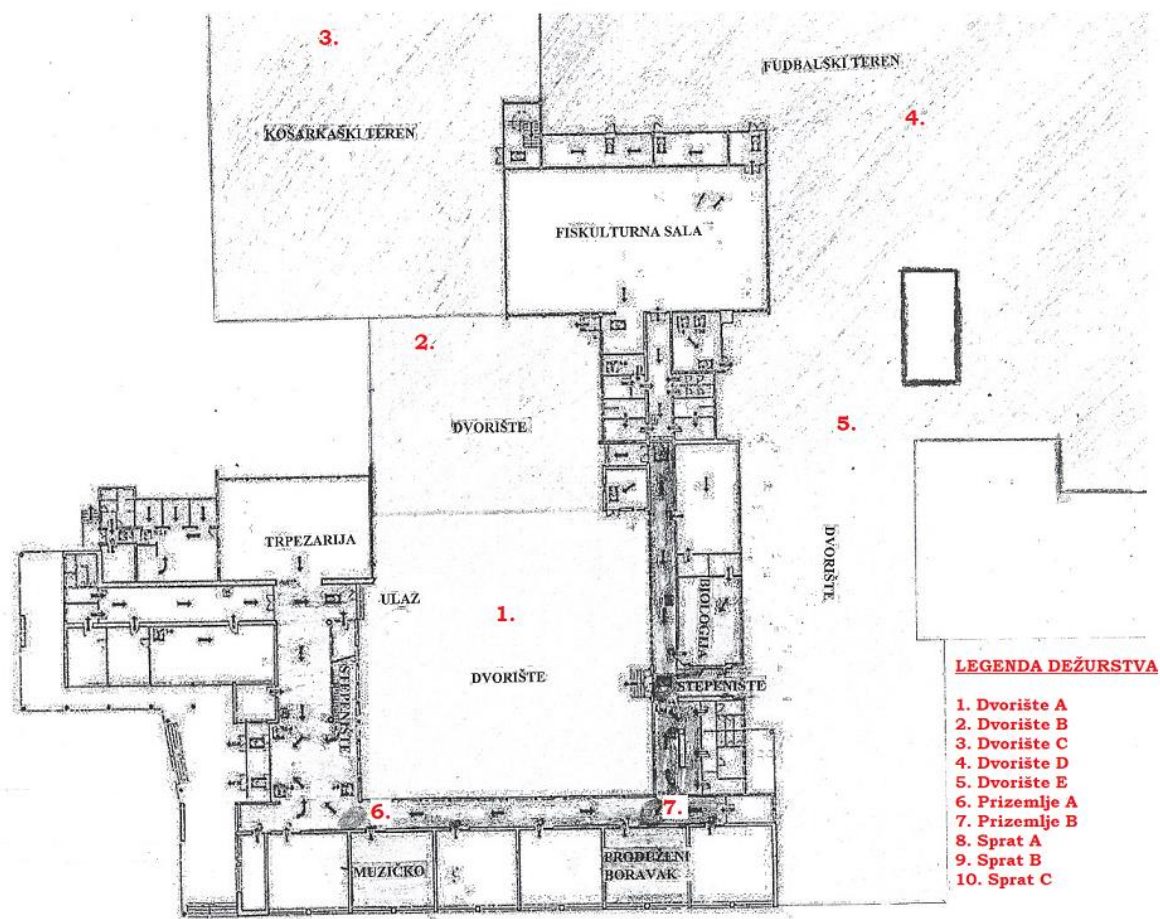 3.
FUDBALSKI TEREN
4.
KOŠARKAŠKI TEREN
FISKULTURNA SALA
2.
DVORIŠTE
5.
TRPEZARIJA
DVORIŠTE
ULAZ
1.
BIOLOGIJA
DVORIŠTE
STEPENIŠTE
STEPENIŠTE
6.
7.
MUZIČKO
PRODUŽENI
BORAVAK
LEGENDA DEŽURSTVA
1. Dvorište A
2. Dvorište B
3. Dvorište C
4. Dvorište D
5. Dvorište E
6. Prizemlje A
7. Prizemlje B
8. Sprat A
9. Sprat B
10. Sprat C